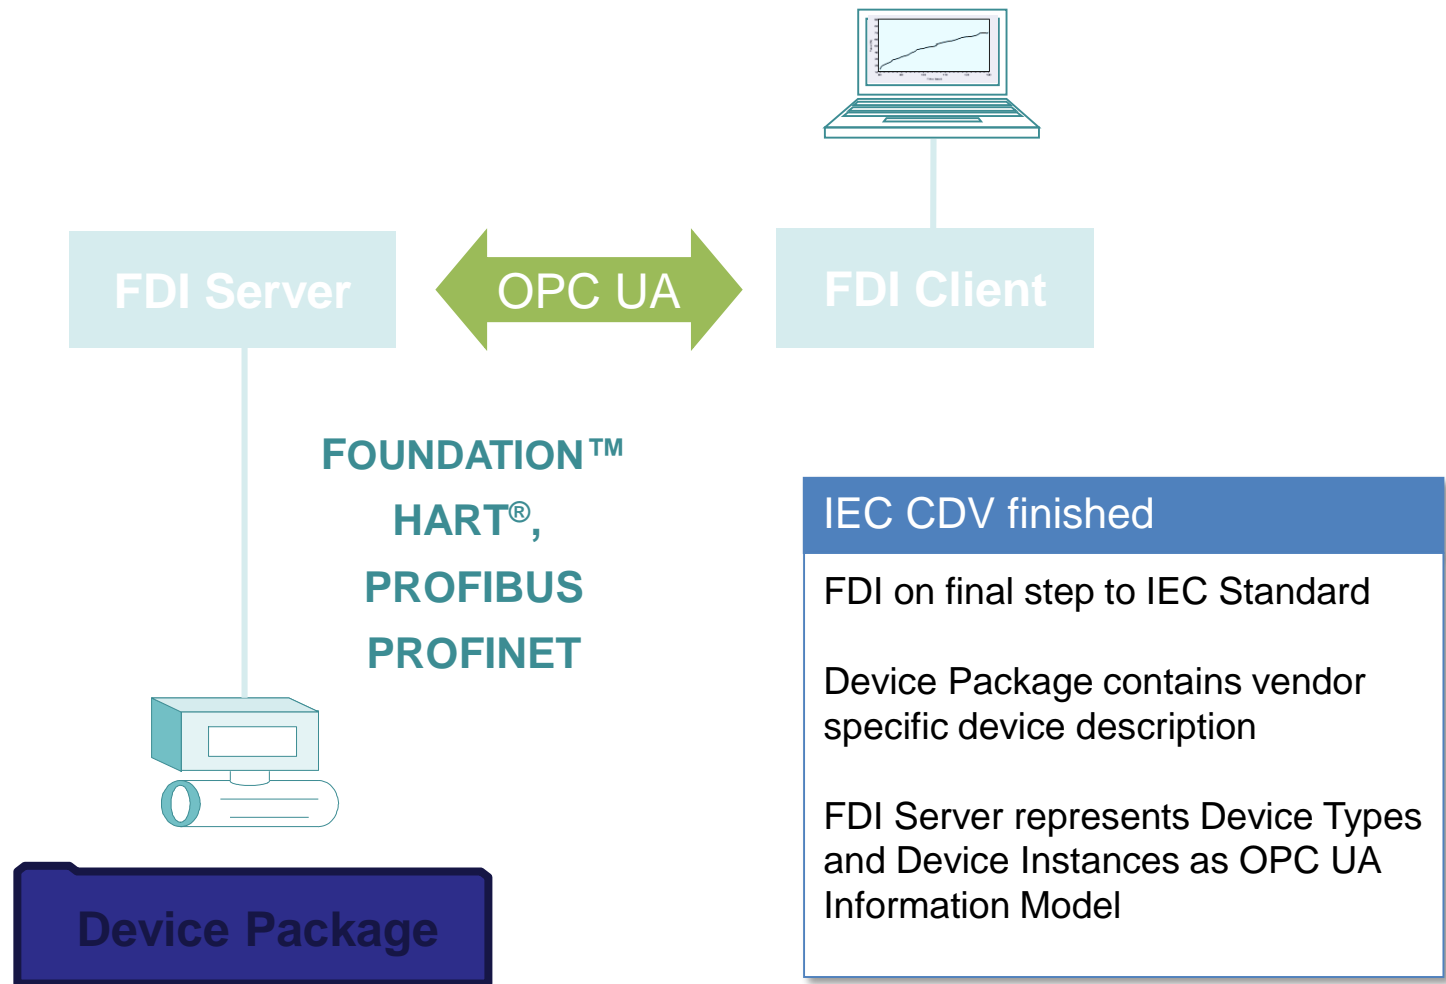 FDI Server
OPC UA
FDI Client
FOUNDATION™
HART®,
PROFIBUS
PROFINET
Device Package
IEC CDV finished
FDI on final step to IEC Standard
Device Package contains vendor
specific device description
FDI Server represents Device Types
and Device Instances as OPC UA
Information Model